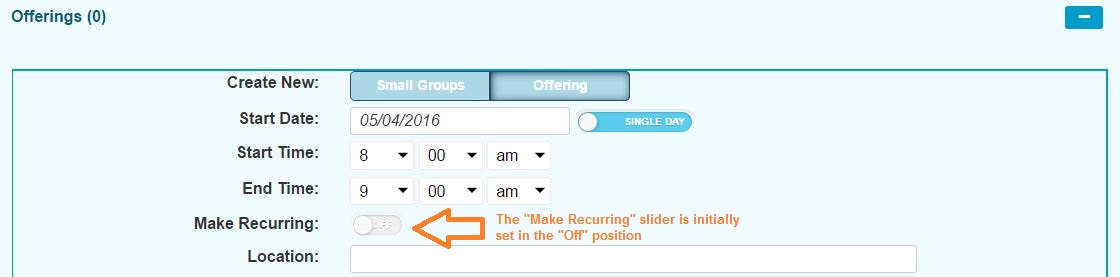 Offerings (0)
Create New: Small Groups Offering
Start Date: 05/04/2016 SINGLE DAY
Start Time: 8 00 am
End Time: 9 00 am
Make Recurring: OFF The "Make Recurring" slider is initially
set in the "Off" position
Location: